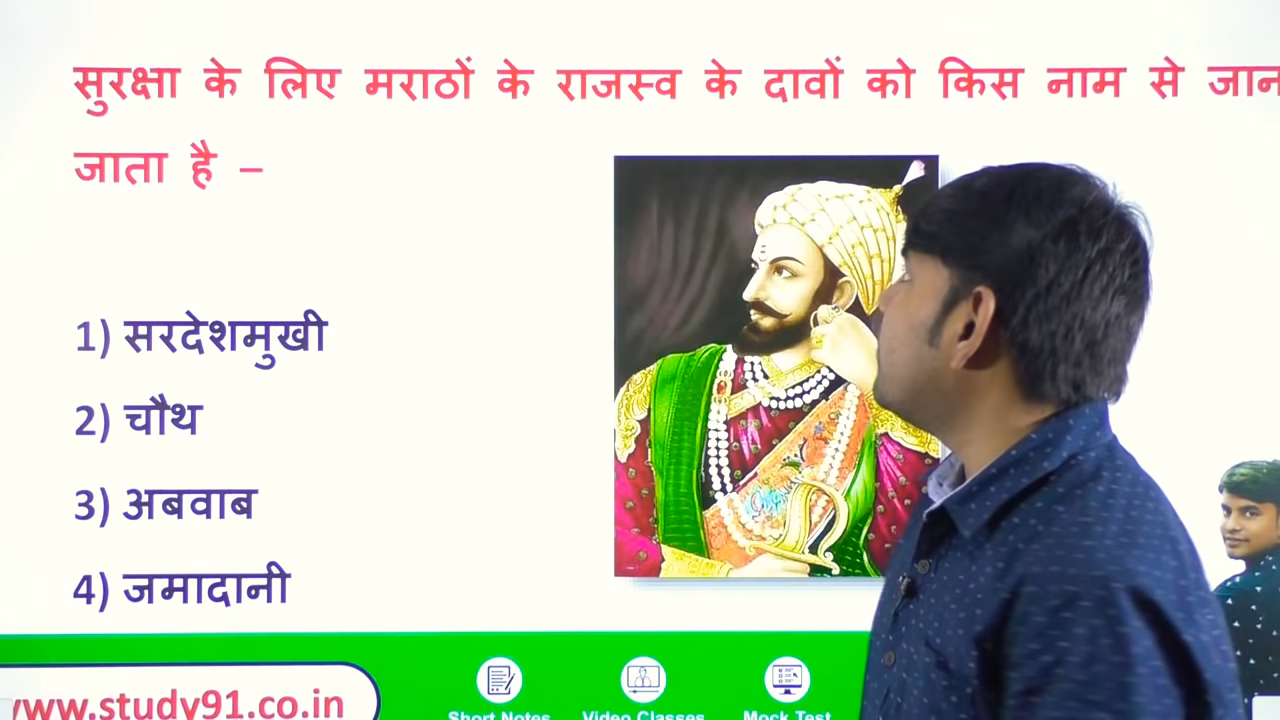 सुरक्षा के लिए मराठों के राजस्व के दावों को किस नाम से जान
जाता है –
1) सरदेशमुखी
2) चौथ
3) अबवाब
4) जमादानी
www.study91.co.in
Short Notes
Video Classes
Mock Test